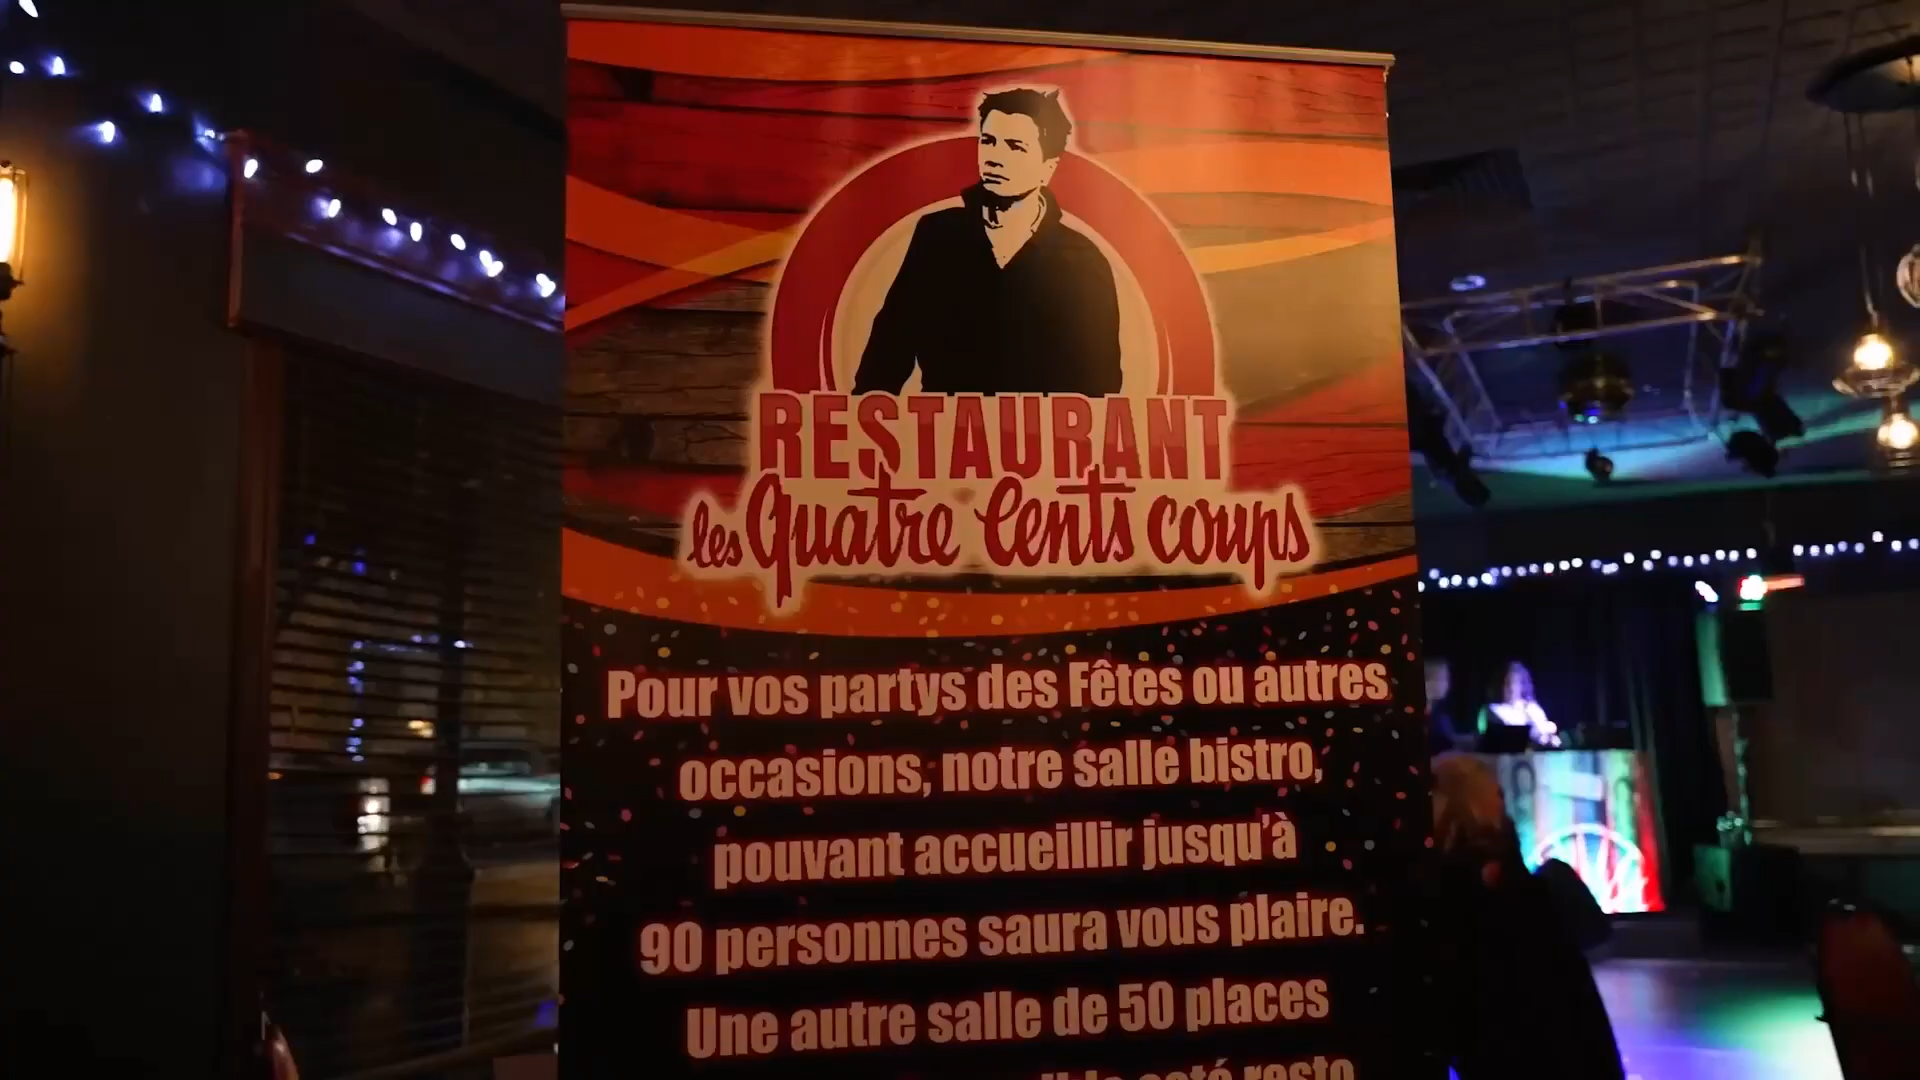 RESTAURANT
les Quatre Cents coups
Pour vos partys des Fêtes ou autres
occasions, notre salle bistro,
pouvant accueillir jusqu'à
90 personnes saura vous plaire.
Une autre salle de 50 places
resto